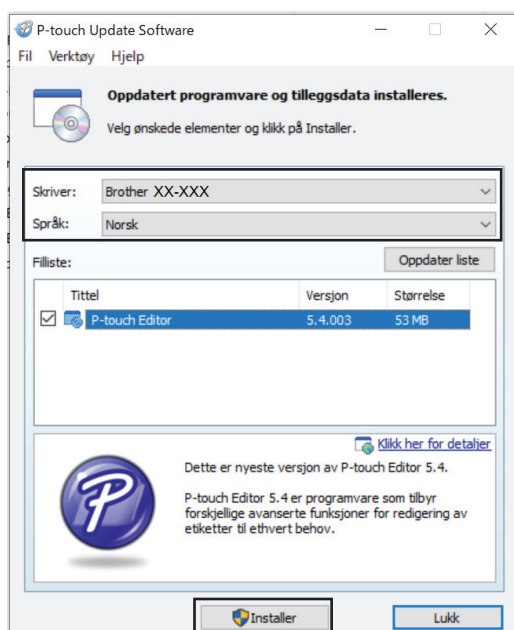 P-touch Update Software
Fil Verktøy Hjelp
Oppdatert programvare og tilleggsdata installeres.
Velg ønskede elementer og klikk på Installer.
Skriver: Brother XX-XXX
Språk: Norsk
Filliste: Oppdater liste
Tittel Versjon Størrelse
P-touch Editor 5.4.003 53 MB
Klikk her for detaljer
Dette er nyeste versjon av P-touch Editor 5.4.
P-touch Editor 5.4 er programvare som tilbyr
forskjellige avanserte funksjoner for redigering av
etiketter til ethvert behov.
P
Installer Lukk